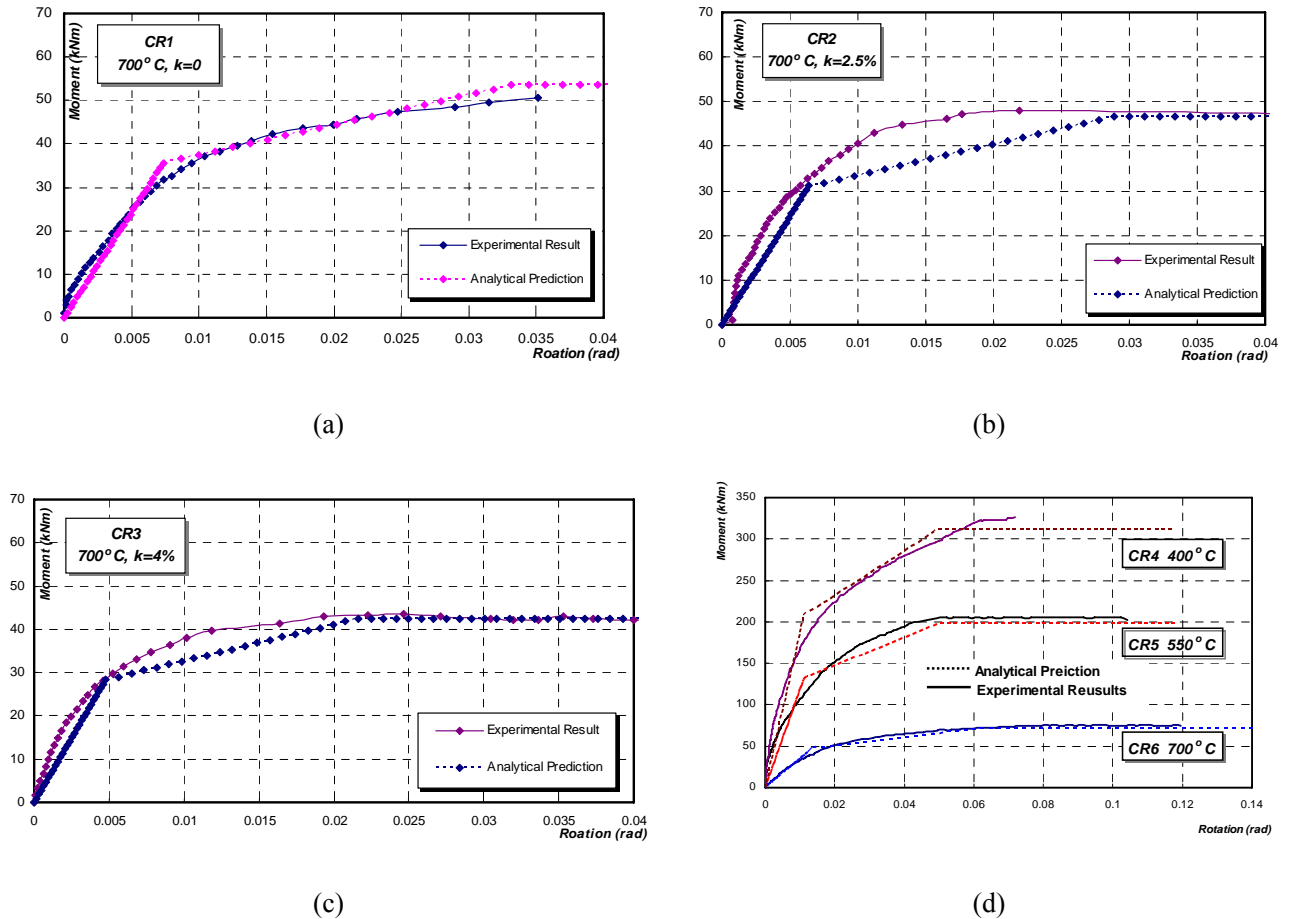 Moment (kNm)
70
60
50
40
30
20
10
0
CR1
700° C, k=0
Experimental Result
Analytical Prediction
0 0.005 0.01 0.015 0.02 0.025 0.03 0.035 0.04
Roation (rad)
(a)
Moment (kNm)
70
60
50
40
30
20
10
0
CR2
700° C, k=2.5%
Experimental Result
Analytical Prediction
0 0.005 0.01 0.015 0.02 0.025 0.03 0.035 0.04
Roation (rad)
(b)
Moment (kNm)
70
60
50
40
30
20
10
0
CR3
700° C, k=4%
Experimental Result
Analytical Prediction
0 0.005 0.01 0.015 0.02 0.025 0.03 0.035 0.04
Roation (rad)
(c)
Moment (kNm)
350
300
250
200
150
100
50
0
CR4 400° C
CR5 550° C
Analytical Preiction
Experimental Reusults
CR6 700° C
0 0.02 0.04 0.06 0.08 0.1 0.12 0.14
Rotation (rad)
(d)